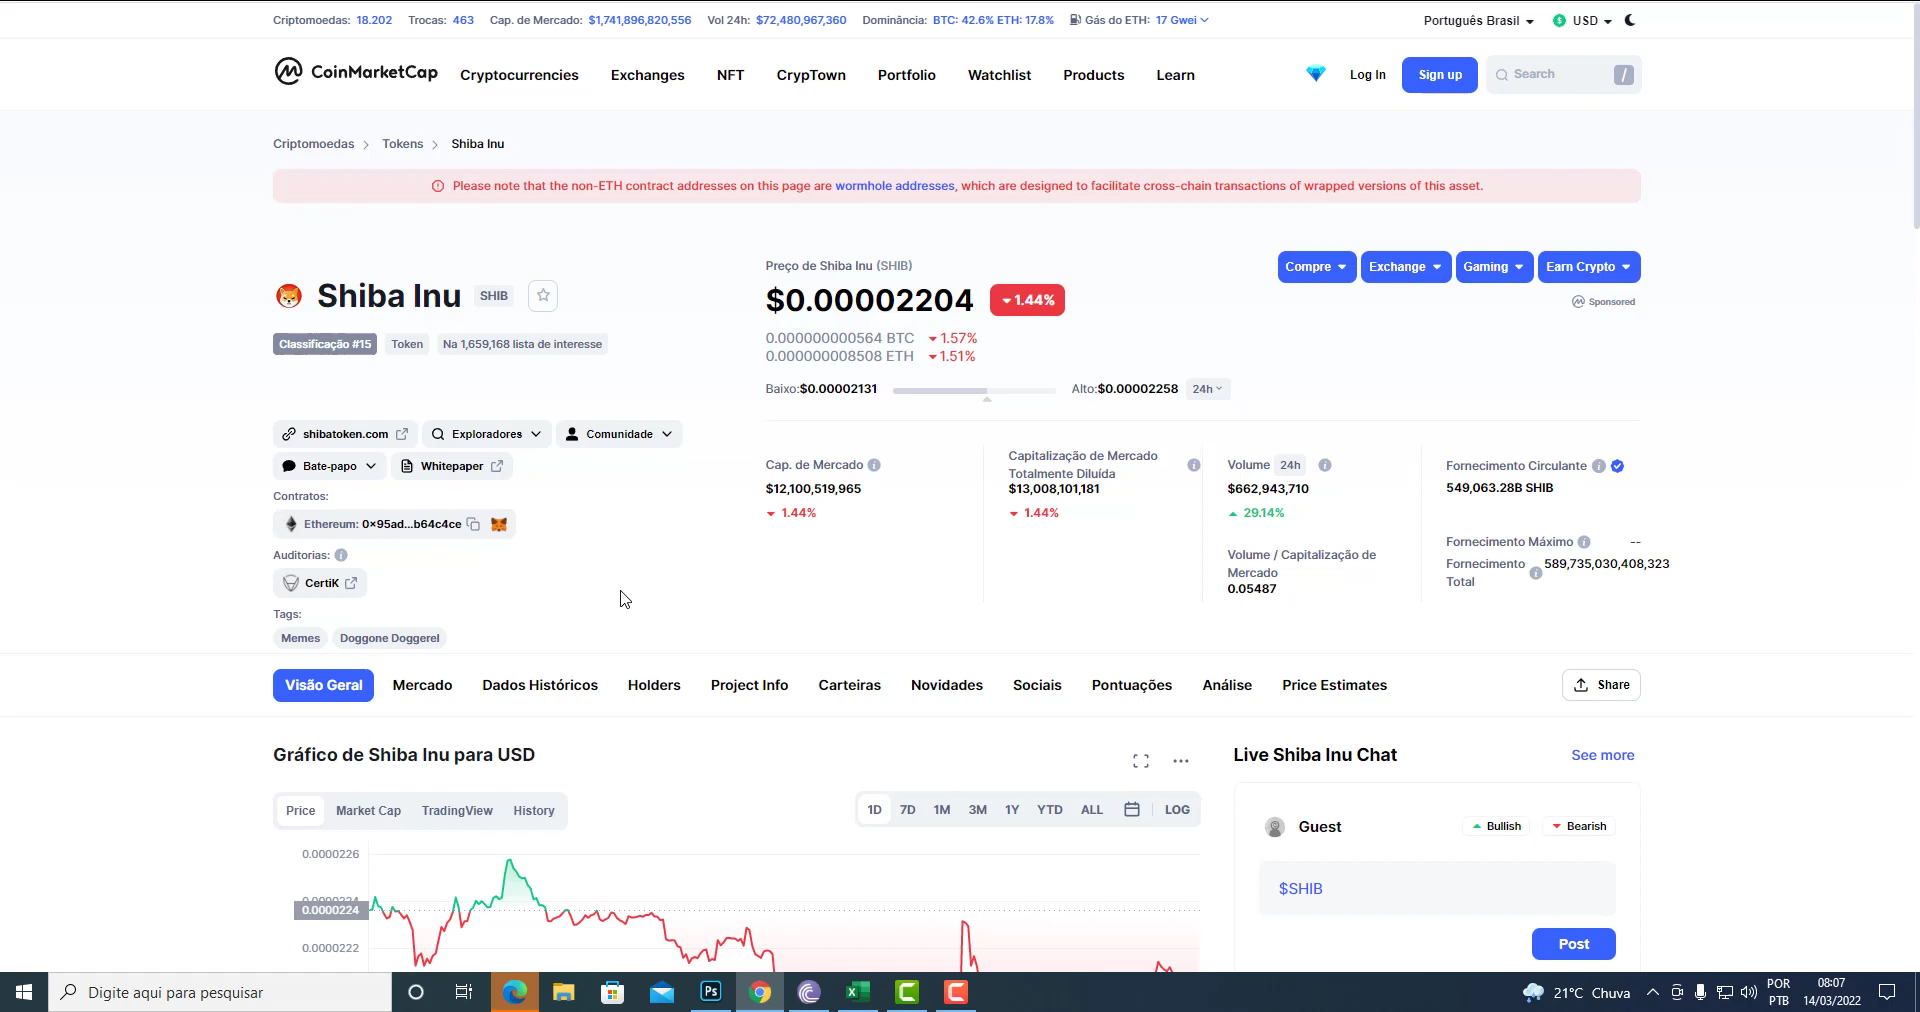 Criptomoedas: 18.202 Trocas: 463 Cap. de Mercado: $1,741,896,820,556 Vol 24h: $72,480,967,360 Dominância: BTC: 42.6% ETH: 17.8% Gás do ETH: 17 Gwei Português Brasil $ USD
CoinMarketCap Cryptocurrencies Exchanges NFT CrypTown Portfolio Watchlist Products Learn Log In Sign up Search /
Criptomoedas > Tokens > Shiba Inu
Please note that the non-ETH contract addresses on this page are wormhole addresses, which are designed to facilitate cross-chain transactions of wrapped versions of this asset.
Shiba Inu SHIB
Classificação #15 Token Na 1,659,168 lista de interesse
shibatoken.com Exploradores Comunidade
Bate-papo Whitepaper
Contratos:
Ethereum: 0x95ad...b64c4ce
Auditorias:
CertiK
Tags:
Memes Doggone Doggerel
Preço de Shiba Inu (SHIB)
$0.00002204 1.44%
0.000000000564 BTC 1.57%
0.000000008508 ETH 1.51%
Baixo:$0.00002131 Alto:$0.00002258 24h
Compre Exchange Gaming Earn Crypto
Sponsored
Cap. de Mercado
$12,100,519,965
1.44%
Capitalização de Mercado
Totalmente Diluída
$13,008,101,181
1.44%
Volume 24h
$662,943,710
29.14%
Volume / Capitalização de
Mercado
0.05487
Fornecimento Circulante
549,063.28B SHIB
Fornecimento Máximo --
Fornecimento 589,735,030,408,323
Total
Visão Geral Mercado Dados Históricos Holders Project Info Carteiras Novidades Sociais Pontuações Análise Price Estimates Share
Gráfico de Shiba Inu para USD
Price Market Cap TradingView History 1D 7D 1M 3M 1Y YTD ALL LOG
0.0000226
0.0000224
0.0000224
0.0000222
Live Shiba Inu Chat See more
Guest Bullish Bearish
$SHIB
Post
Digite aqui para pesquisar Ps 21°C Chuva POR 08:07
PTB 14/03/2022